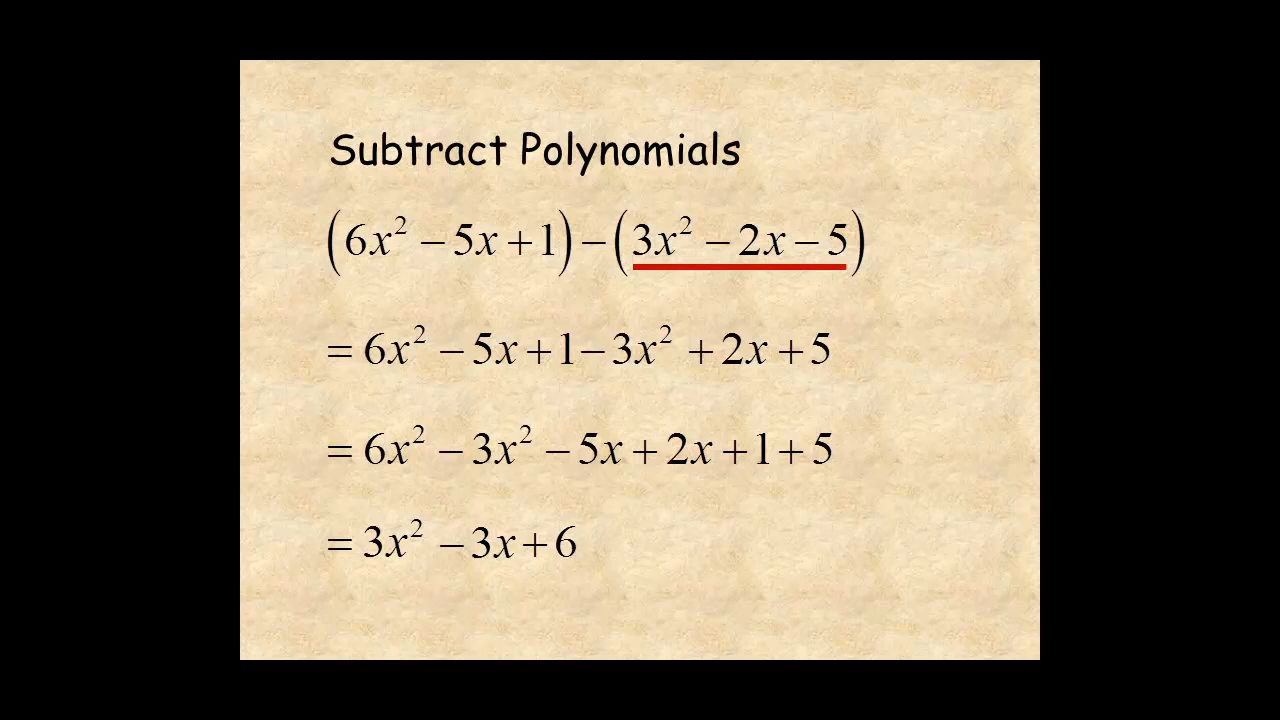 Subtract Polynomials
(6x² − 5x + 1) − (3x² − 2x − 5)
= 6x² − 5x + 1 − 3x² + 2x + 5
= 6x² − 3x² − 5x + 2x + 1 + 5
= 3x² − 3x + 6